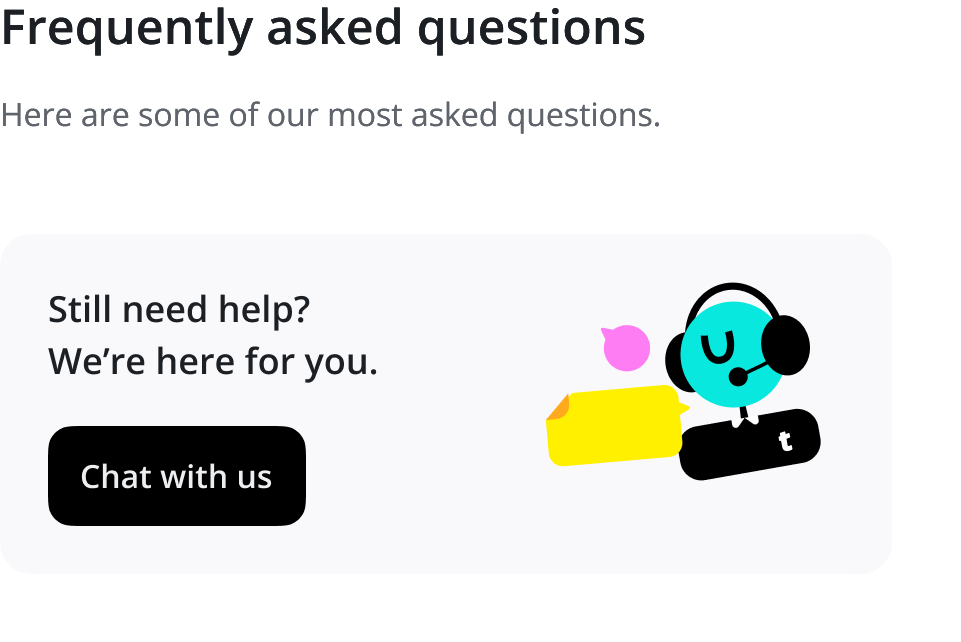 Frequently asked questions
Here are some of our most asked questions.
Still need help?
We’re here for you.
Chat with us
t